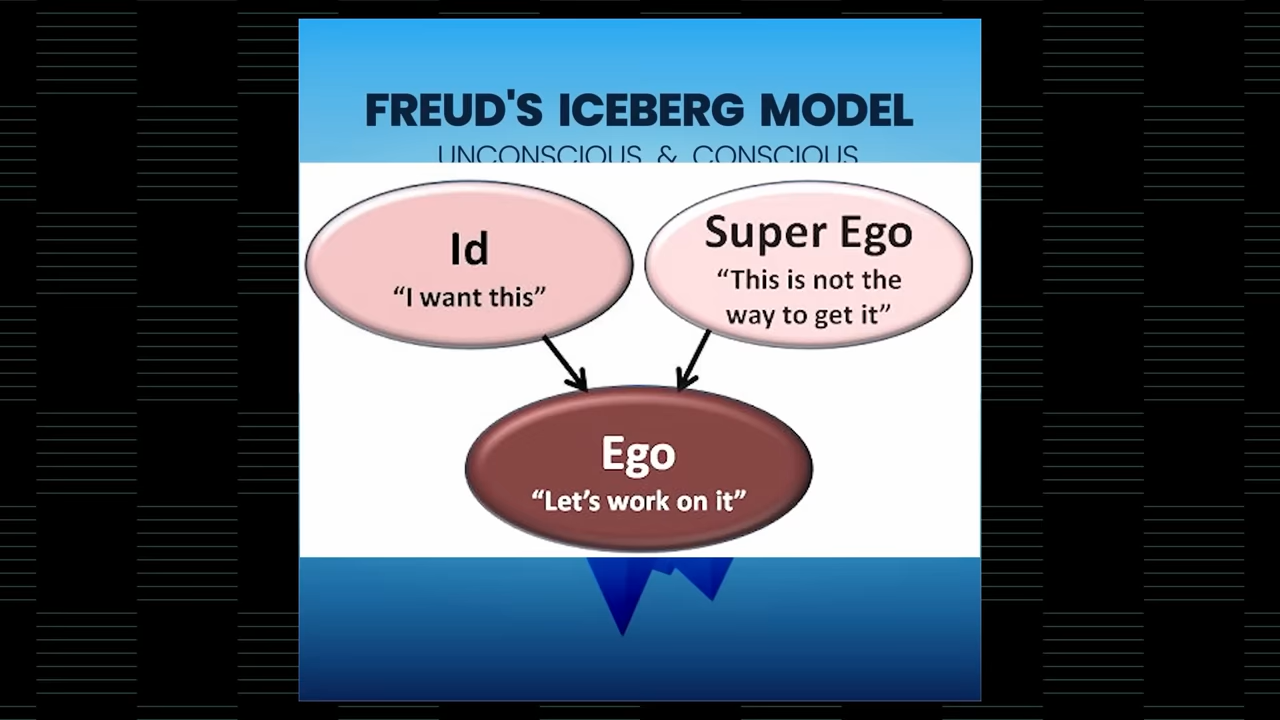 FREUD'S ICEBERG MODEL
UNCONSCIOUS & CONSCIOUS
Id
“I want this”
Super Ego
“This is not the
way to get it”
Ego
“Let’s work on it”